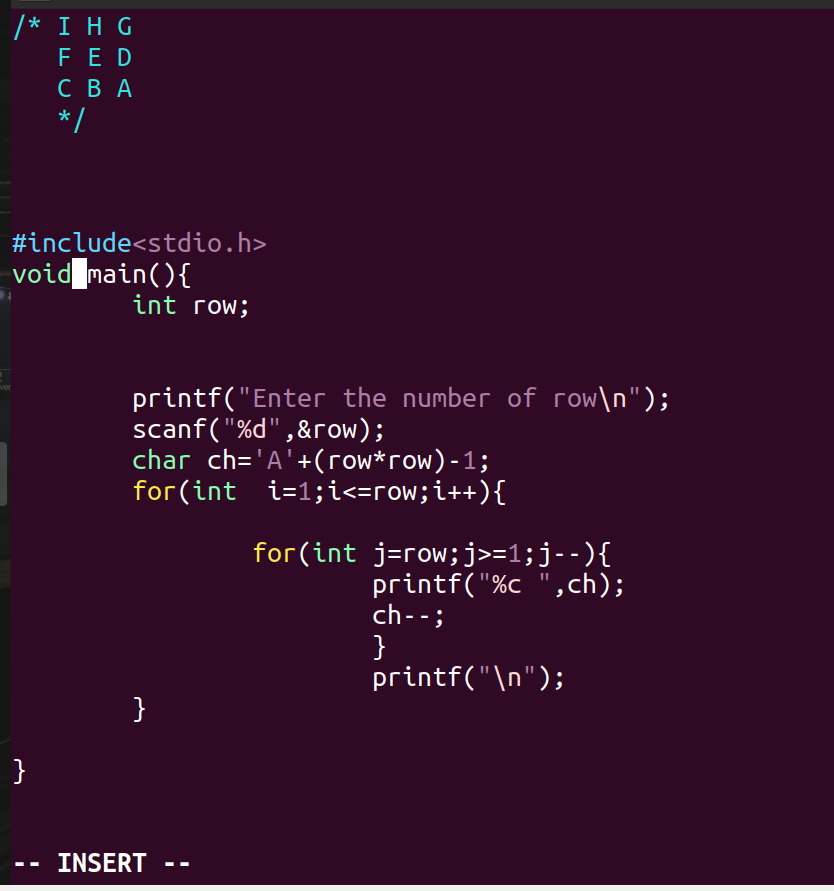 /* I H G
   F E D
   C B A
   */
#include<stdio.h>
void main(){
        int row;
        printf("Enter the number of row\n");
        scanf("%d",&row);
        char ch='A'+(row*row)-1;
        for(int  i=1;i<=row;i++){
                for(int j=row;j>=1;j--){
                        printf("%c ",ch);
                        ch--;
                        }
                        printf("\n");
        }
}
-- INSERT --